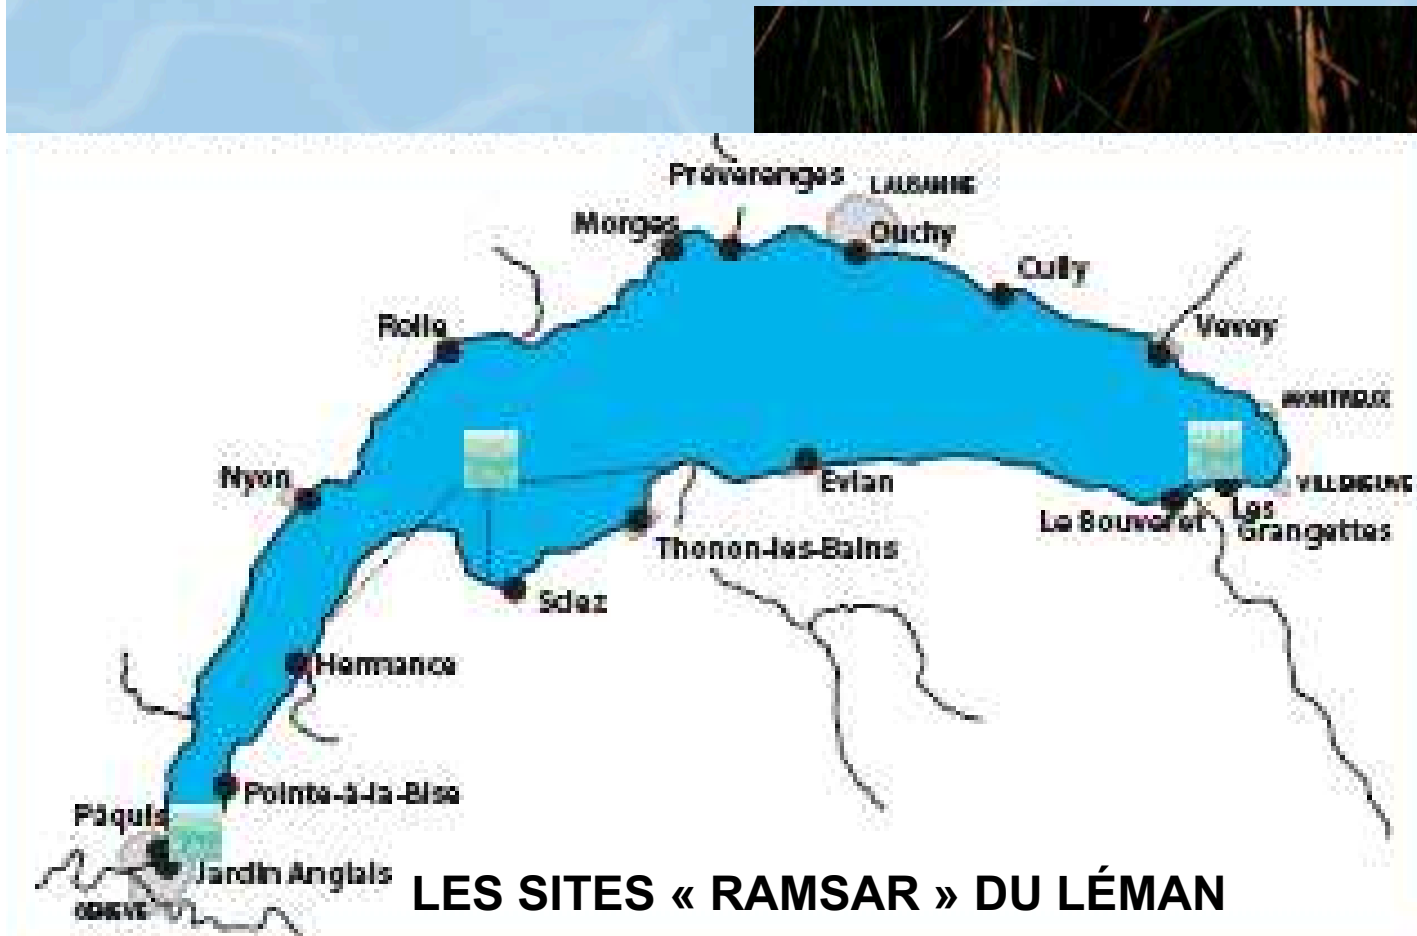 Préverenges
LAUSANNE
Morges
Ouchy
Cully
Rolle
Vevey
MONTREUX
Nyon
Evian
VILLENEUVE
Le Bouveret
Les
Grangettes
Thonon-les-Bains
Sciez
Hermance
Pointe-à-la-Bise
Pâquis
Jardin Anglais
GENÈVE
LES SITES « RAMSAR » DU LÉMAN